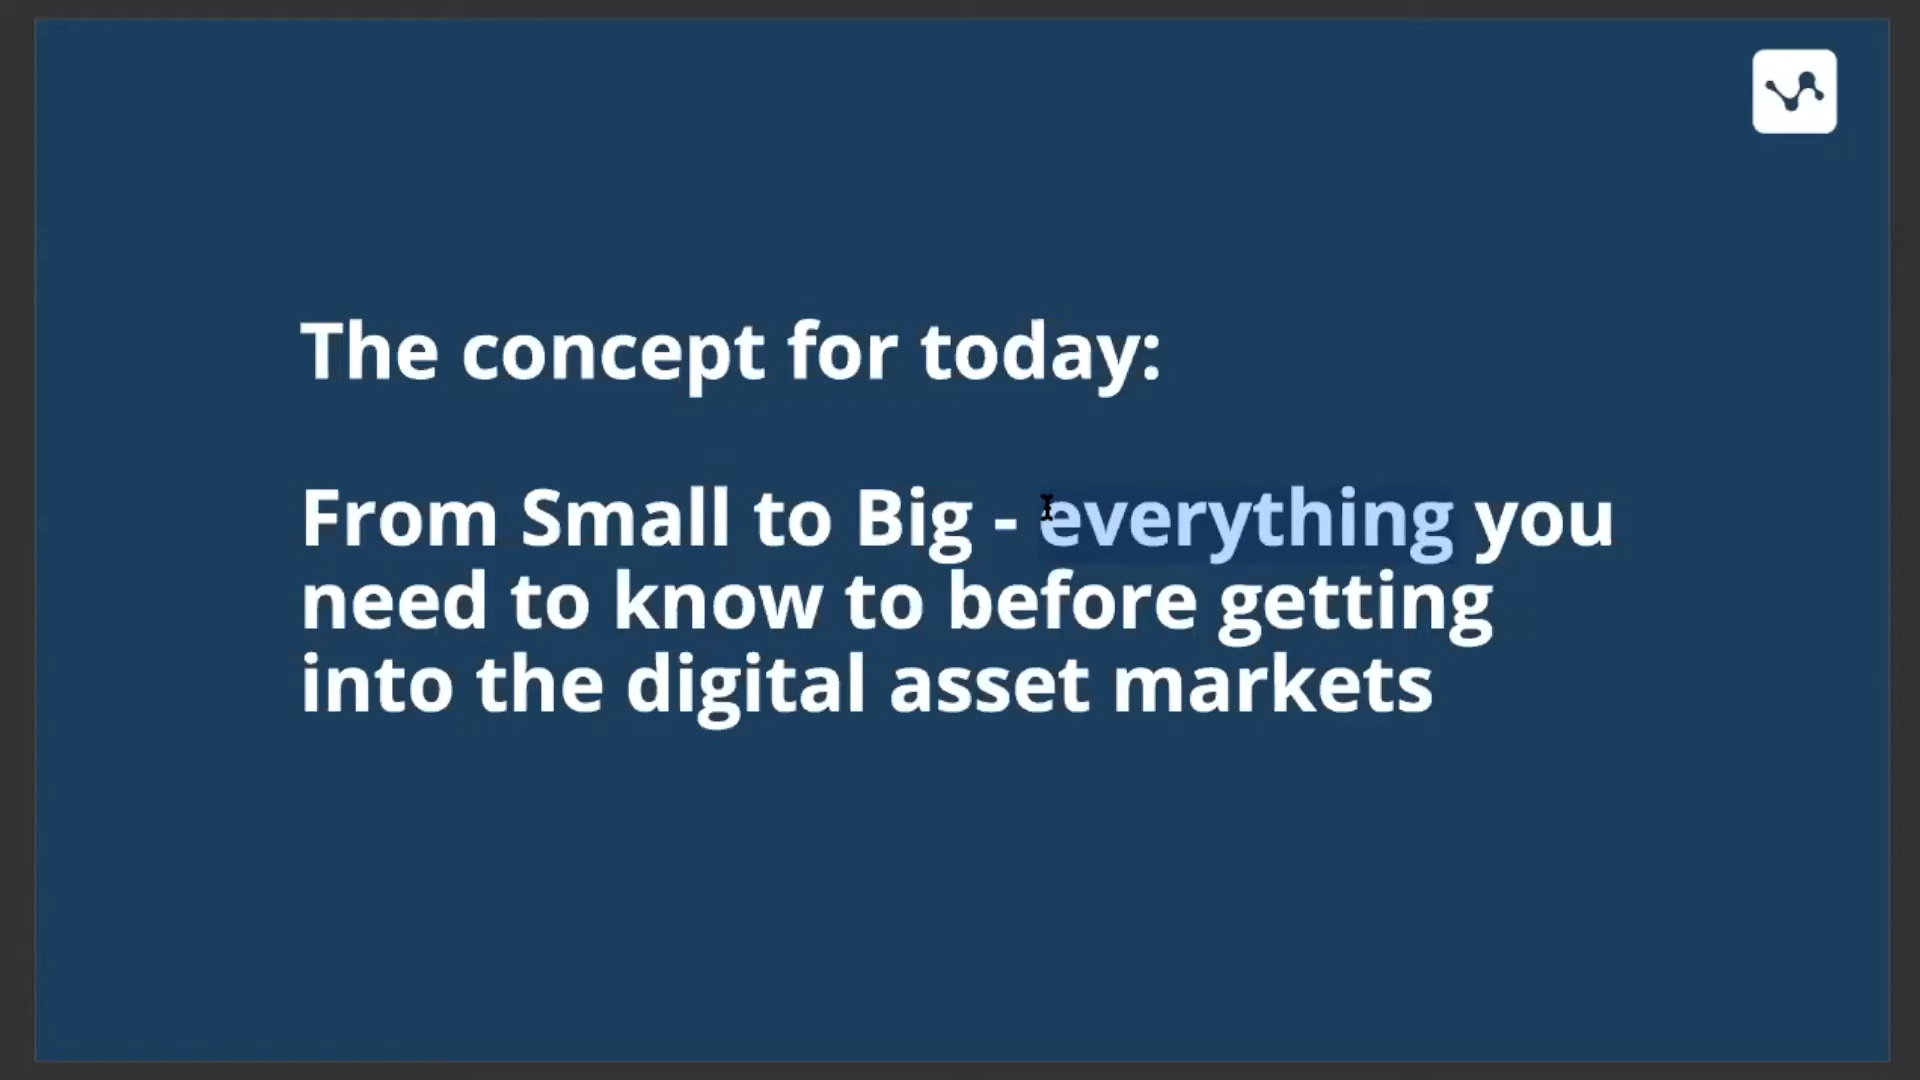 The concept for today:
From Small to Big - everything you
need to know to before getting
into the digital asset markets